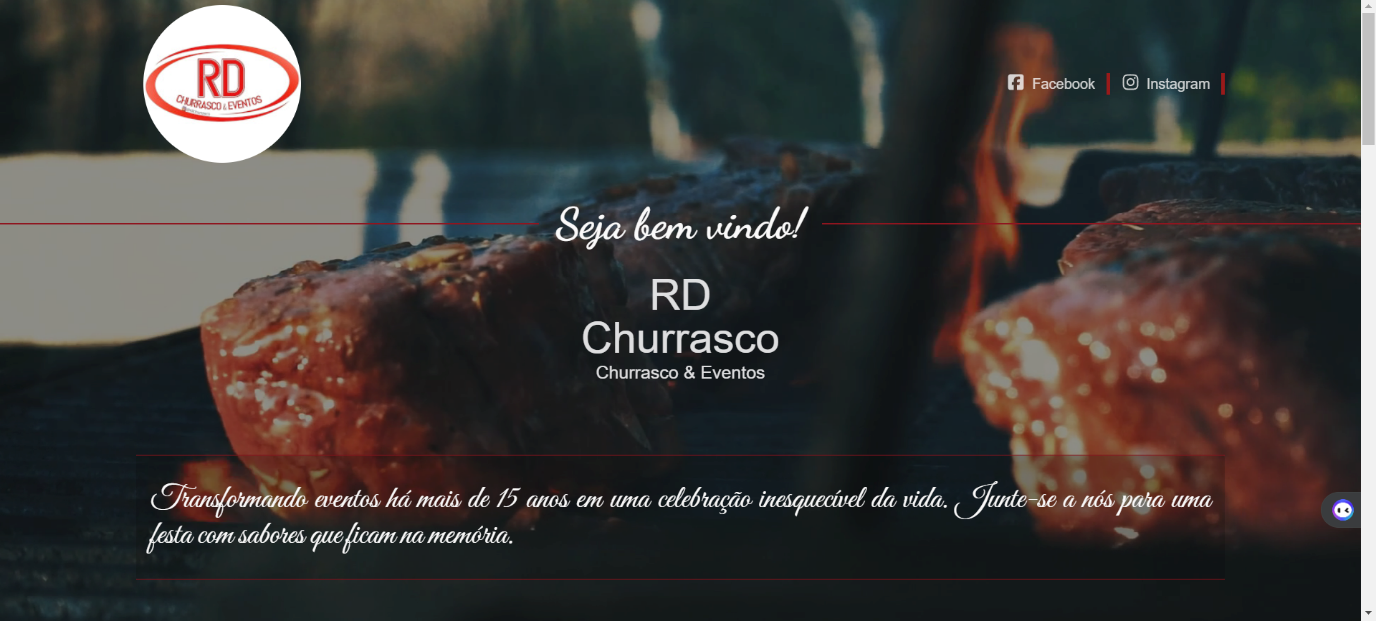 RD
CHURRASCO & EVENTOS
Facebook
Instagram
Seja bem vindo!
RD
Churrasco
Churrasco & Eventos
Transformando eventos há mais de 15 anos em uma celebração inesquecível da vida. Junte-se a nós para uma
festa com sabores que ficam na memória.